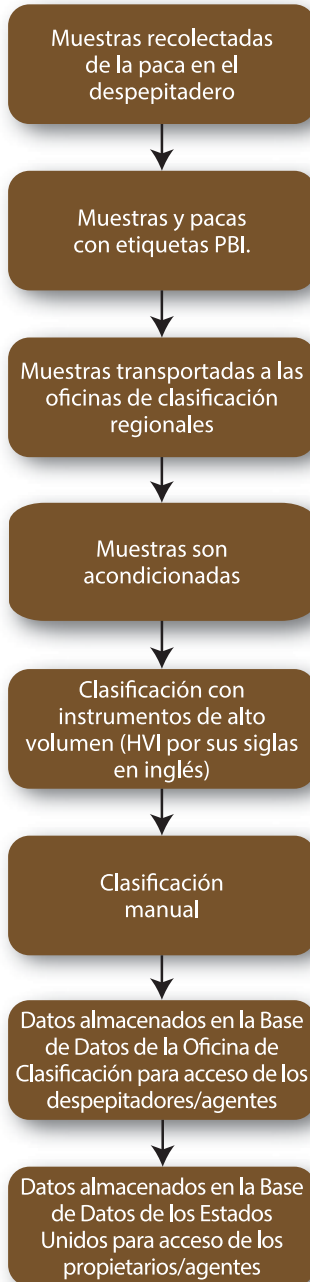 Muestras recolectadas
de la paca en el
despepitadero
Muestras y pacas
con etiquetas PBI.
Muestras transportadas a las
oficinas de clasificación
regionales
Muestras son
acondicionadas
Clasificación con
instrumentos de alto
volumen (HVI por sus siglas
en inglés)
Clasificación
manual
Datos almacenados en la Base
de Datos de la Oficina de
Clasificación para acceso de los
despepitadores/agentes
Datos almacenados en la Base
de Datos de los Estados
Unidos para acceso de los
propietarios/agentes